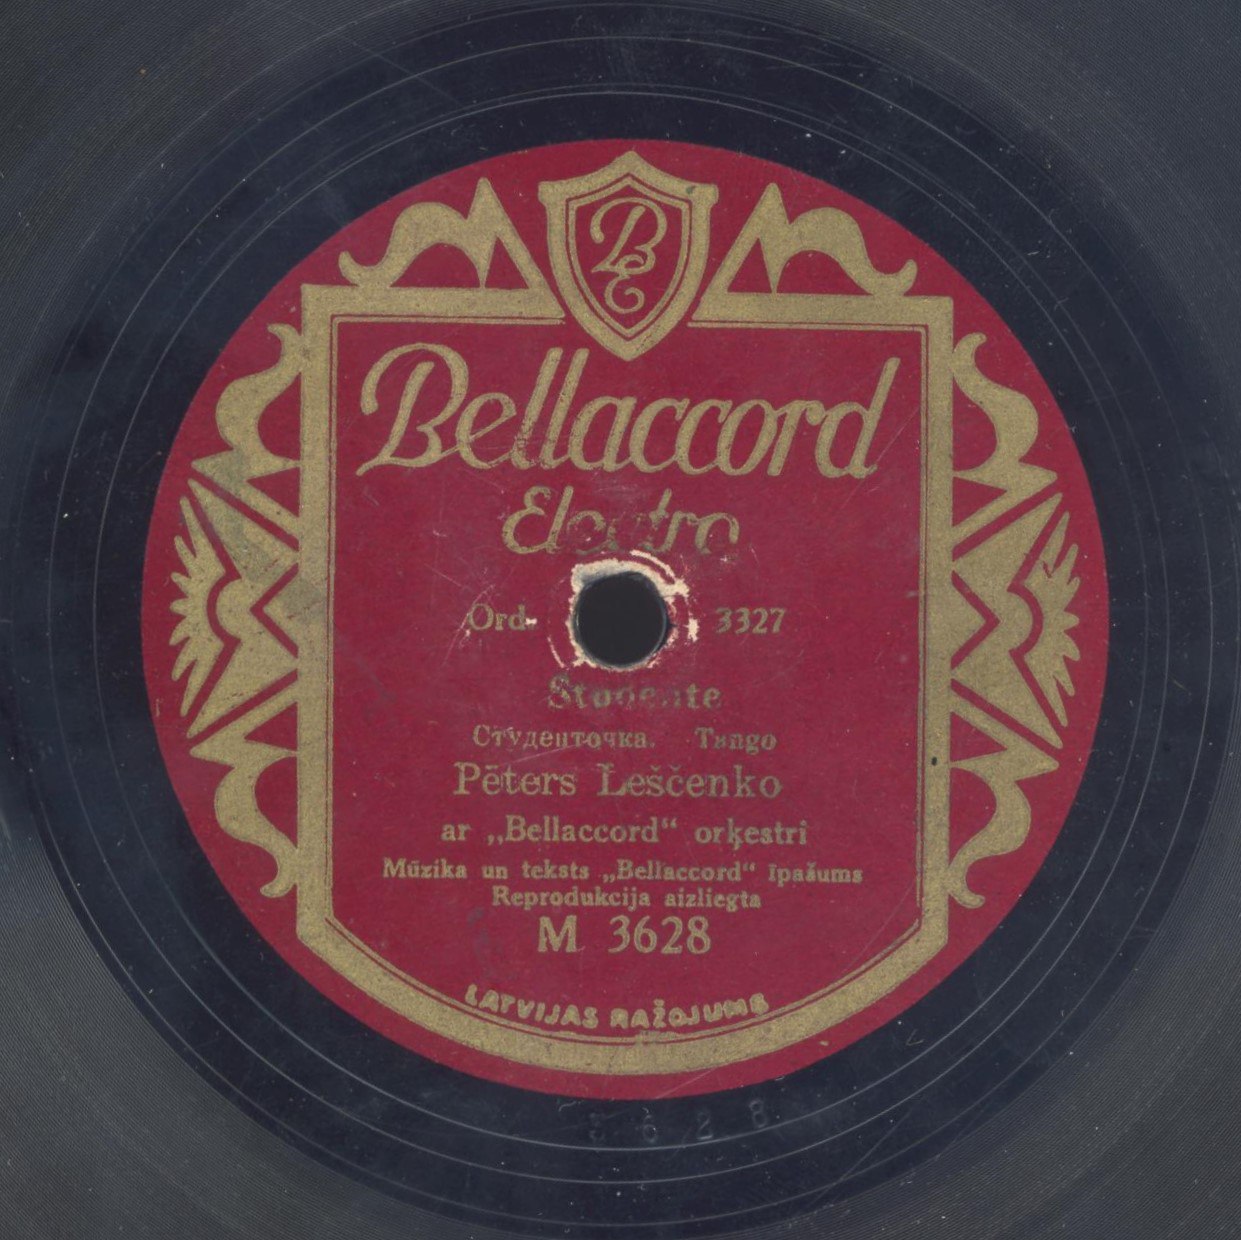 BE
Bellaccord
Electro
Ord. 3327
Studente
Студенточка. Tango
Pēters Leščenko
ar „Bellaccord“ orķestri
Mūzika un teksts „Bellaccord“ īpašums
Reprodukcija aizliegta
M 3628
LATVIJAS RAŽOJUMS
3628